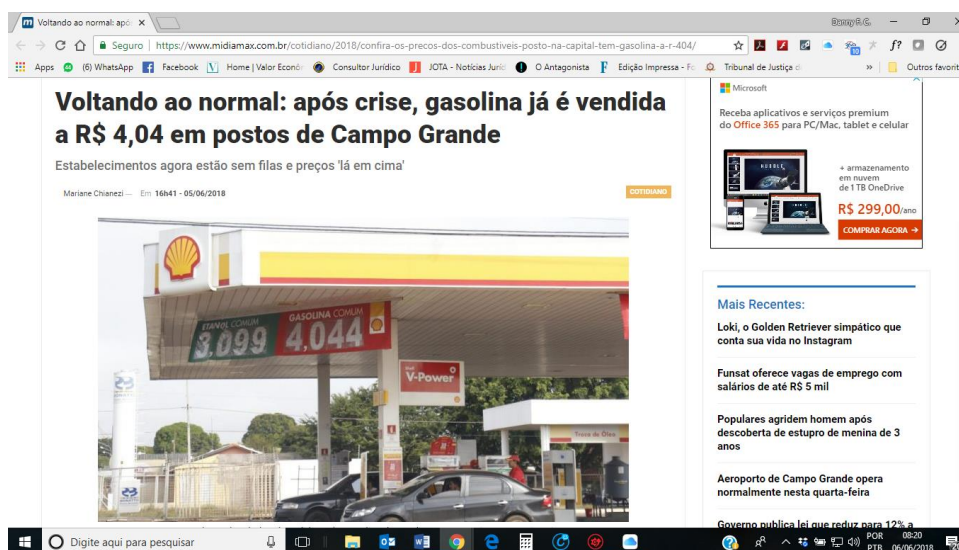 Voltando ao normal: apó
Danny F. C.
Seguro | https://www.midiamax.com.br/cotidiano/2018/confira-os-precos-dos-combustiveis-posto-na-capital-tem-gasolina-a-r-404/
Apps (6) WhatsApp Facebook Home | Valor Econô Consultor Jurídico JOTA - Notícias Juríd O Antagonista Edição Impressa - Fo Tribunal de Justiça d » Outros favorit
Voltando ao normal: após crise, gasolina já é vendida
a R$ 4,04 em postos de Campo Grande
Estabelecimentos agora estão sem filas e preços 'lá em cima'
Mariane Chianezi — Em 16h41 - 05/06/2018
COTIDIANO
ETANOL COMUM
3,099
GASOLINA COMUM
4,044
V-Power
Troca de Óleo
Microsoft
Receba aplicativos e serviços premium
do Office 365 para PC/Mac, tablet e celular
+ armazenamento
em nuvem
de 1 TB OneDrive
R$ 299,00/ano
COMPRAR AGORA →
Mais Recentes:
Loki, o Golden Retriever simpático que
conta sua vida no Instagram
Funsat oferece vagas de emprego com
salários de até R$ 5 mil
Populares agridem homem após
descoberta de estupro de menina de 3
anos
Aeroporto de Campo Grande opera
normalmente nesta quarta-feira
Governo publica lei que reduz para 12% a
Digite aqui para pesquisar
POR
PTB
08:20
06/06/2018